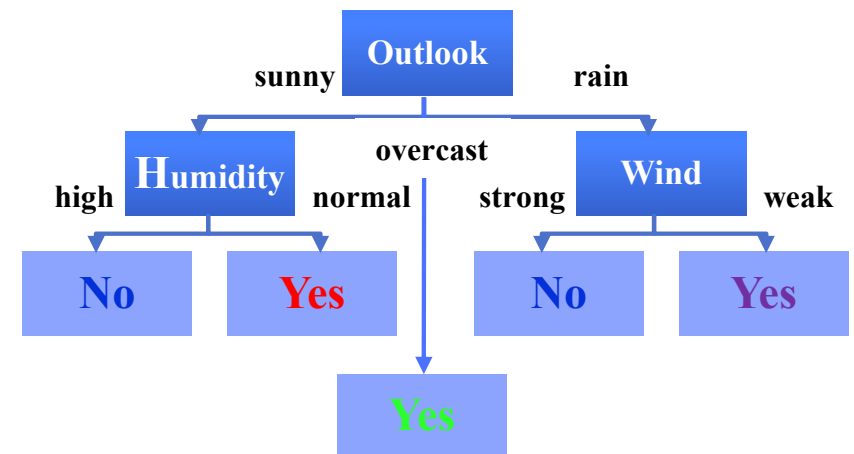 Outlook
sunny
rain
overcast
Humidity
Wind
high
normal
strong
weak
No
Yes
No
Yes
Yes